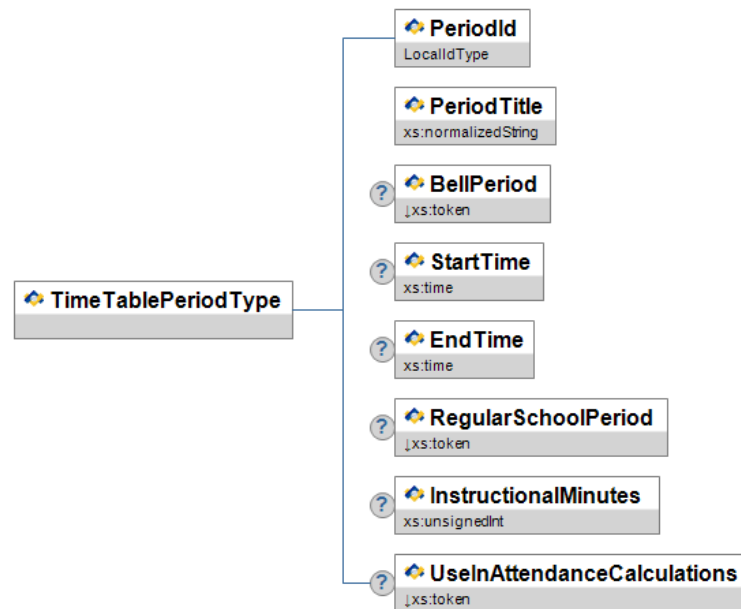 PeriodId
LocalIdType
PeriodTitle
xs:normalizedString
?
BellPeriod
↓xs:token
?
StartTime
xs:time
TimeTablePeriodType
?
EndTime
xs:time
?
RegularSchoolPeriod
↓xs:token
?
InstructionalMinutes
xs:unsignedInt
?
UseInAttendanceCalculations
↓xs:token